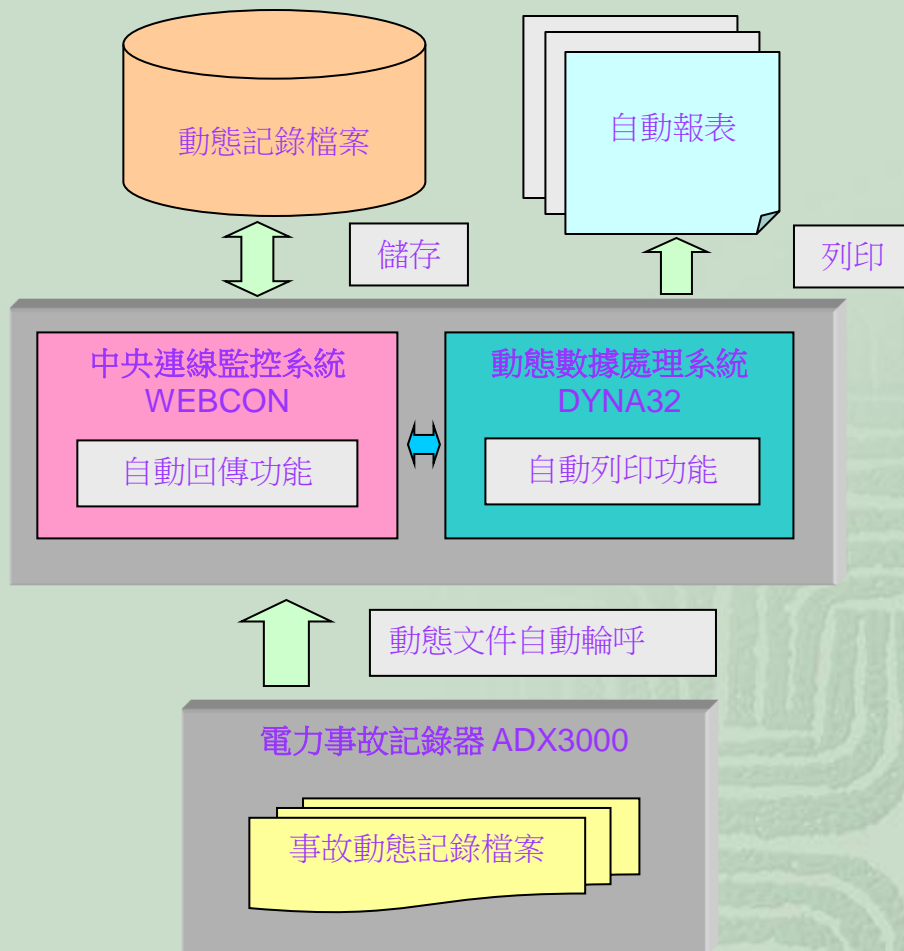 動態記錄檔案
自動報表
儲存
列印
中央連線監控系統
WEBCON
自動回傳功能
動態數據處理系統
DYNA32
自動列印功能
動態文件自動輪呼
電力事故記錄器 ADX3000
事故動態記錄檔案